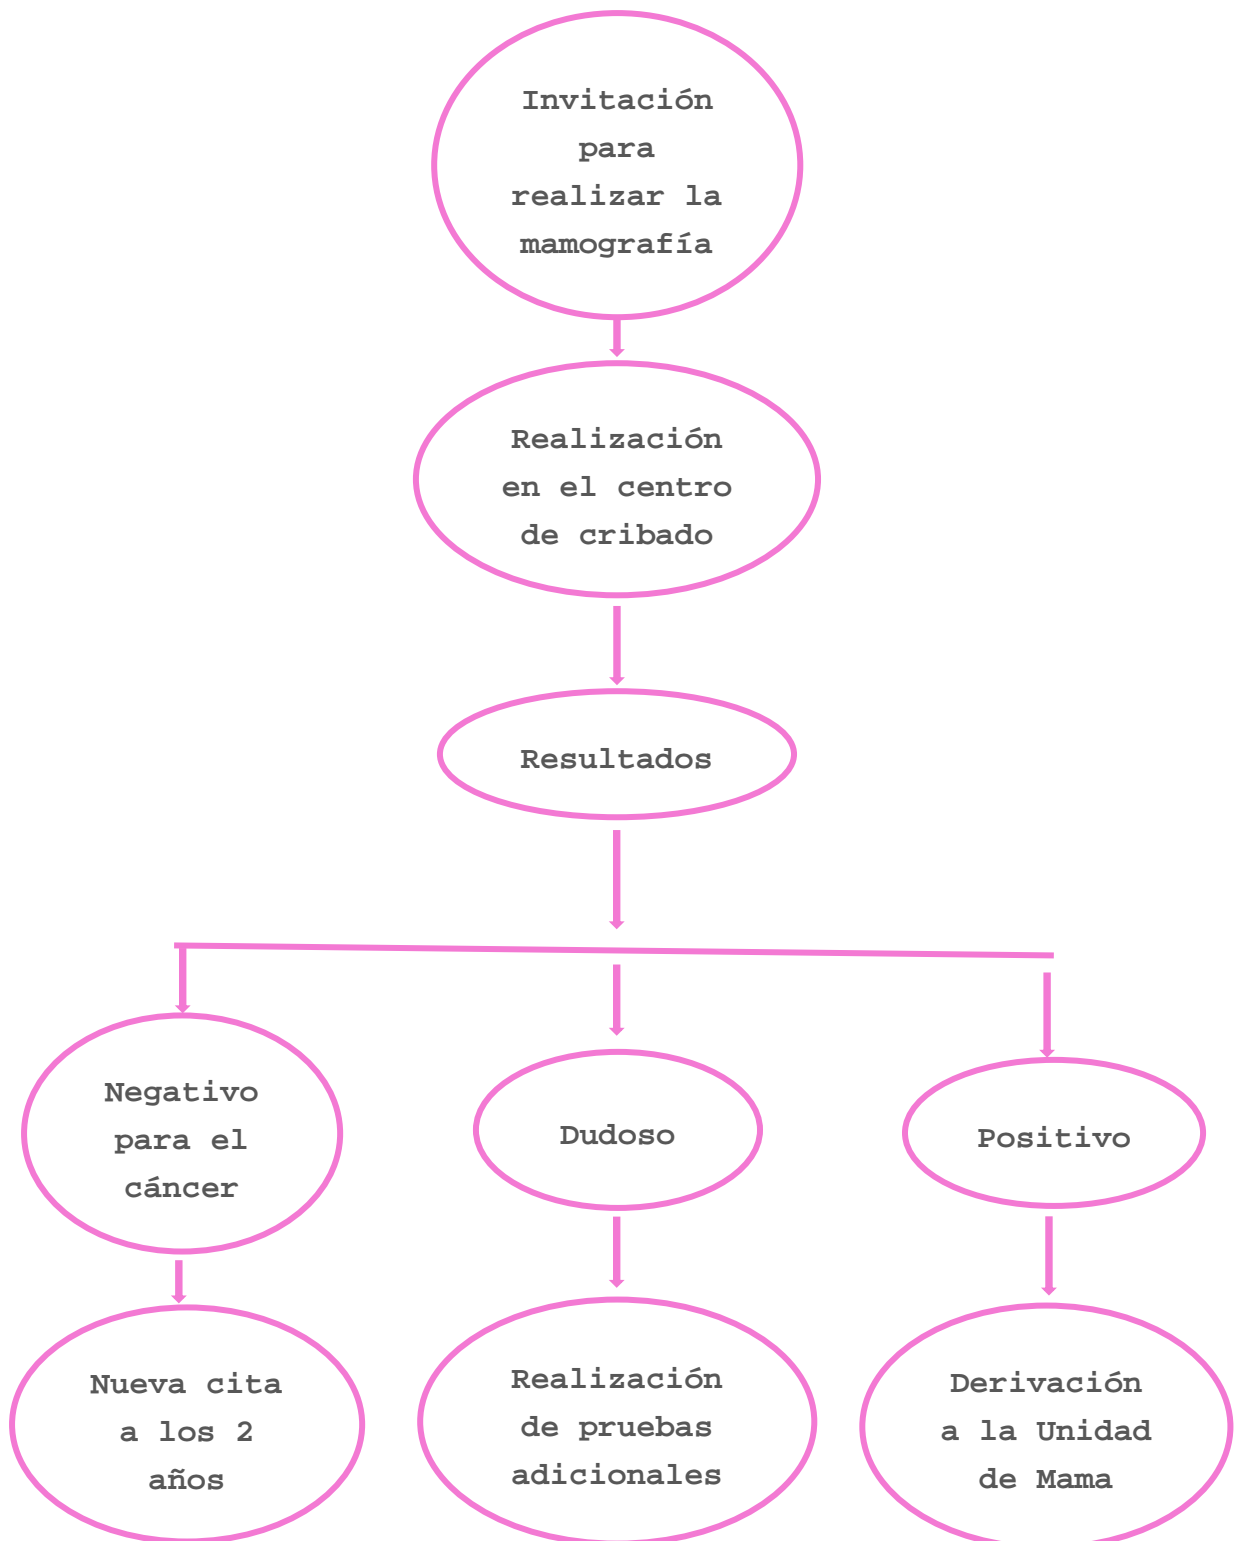 Invitación
para
realizar la
mamografía
Realización
en el centro
de cribado
Resultados
Negativo
para el
cáncer
Dudoso
Positivo
Nueva cita
a los 2
años
Realización
de pruebas
adicionales
Derivación
a la Unidad
de Mama